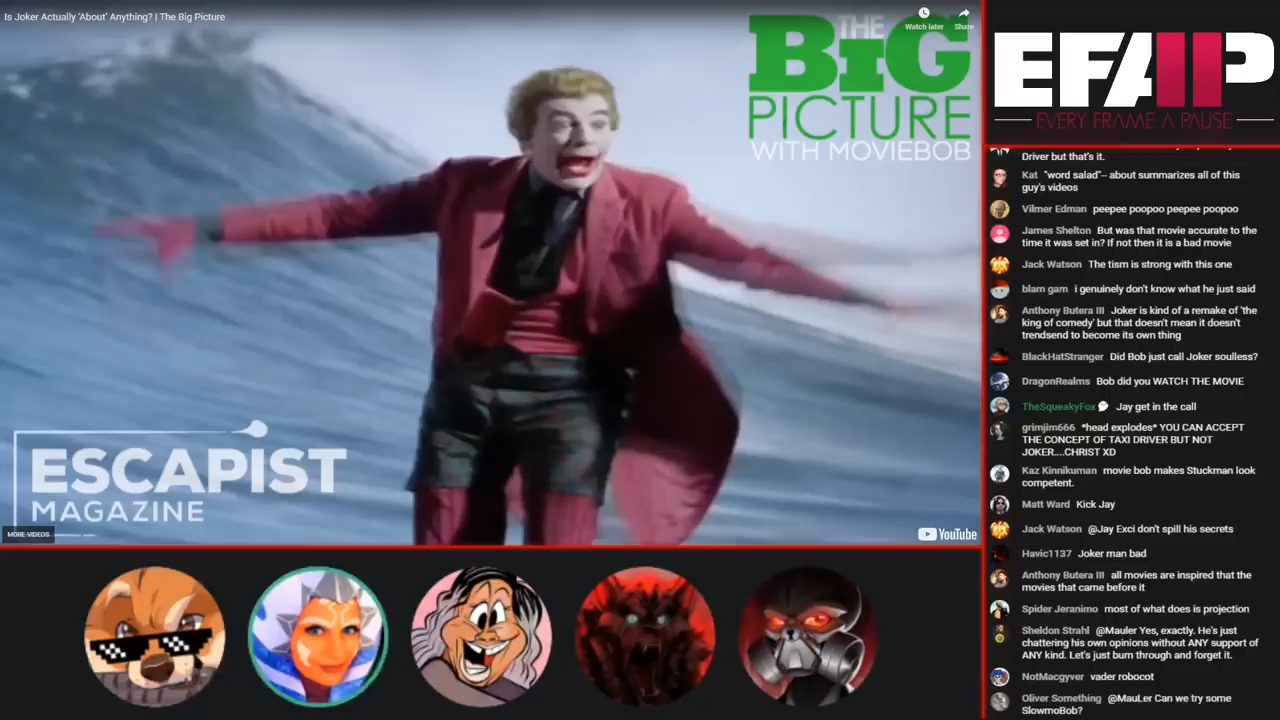 Is Joker Actually 'About' Anything? | The Big Picture
Watch later
Share
THE
BIG
PICTURE
WITH MOVIEBOB
ESCAPIST
MAGAZINE
MORE VIDEOS
YouTube
EFAP
EVERY FRAME A PAUSE
Driver but that's it.
Kat "word salad"-- about summarizes all of this
guy's videos
Vilmer Edman peepee poopoo peepee poopoo
James Shelton But was that movie accurate to the
time it was set in? If not then it is a bad movie
Jack Watson The tism is strong with this one
blam gam i genuinely don't know what he just said
Anthony Butera III Joker is kind of a remake of 'the
king of comedy' but that doesn't mean it doesn't
trendsend to become its own thing
BlackHatStranger Did Bob just call Joker soulless?
DragonRealms Bob did you WATCH THE MOVIE
TheSqueakyFox Jay get in the call
grimjim666 *head explodes* YOU CAN ACCEPT
THE CONCEPT OF TAXI DRIVER BUT NOT
JOKER....CHRIST XD
Kaz Kinnikuman movie bob makes Stuckman look
competent.
Matt Ward Kick Jay
Jack Watson @Jay Exci don't spill his secrets
Havic1137 Joker man bad
Anthony Butera III all movies are inspired that the
movies that came before it
Spider Jeranimo most of what does is projection
Sheldon Strahl @Mauler Yes, exactly. He's just
chattering his own opinions without ANY support of
ANY kind. Let's just burn through and forget it.
NotMacgyver vader robocot
Oliver Something @MauLer Can we try some
SlowmoBob?